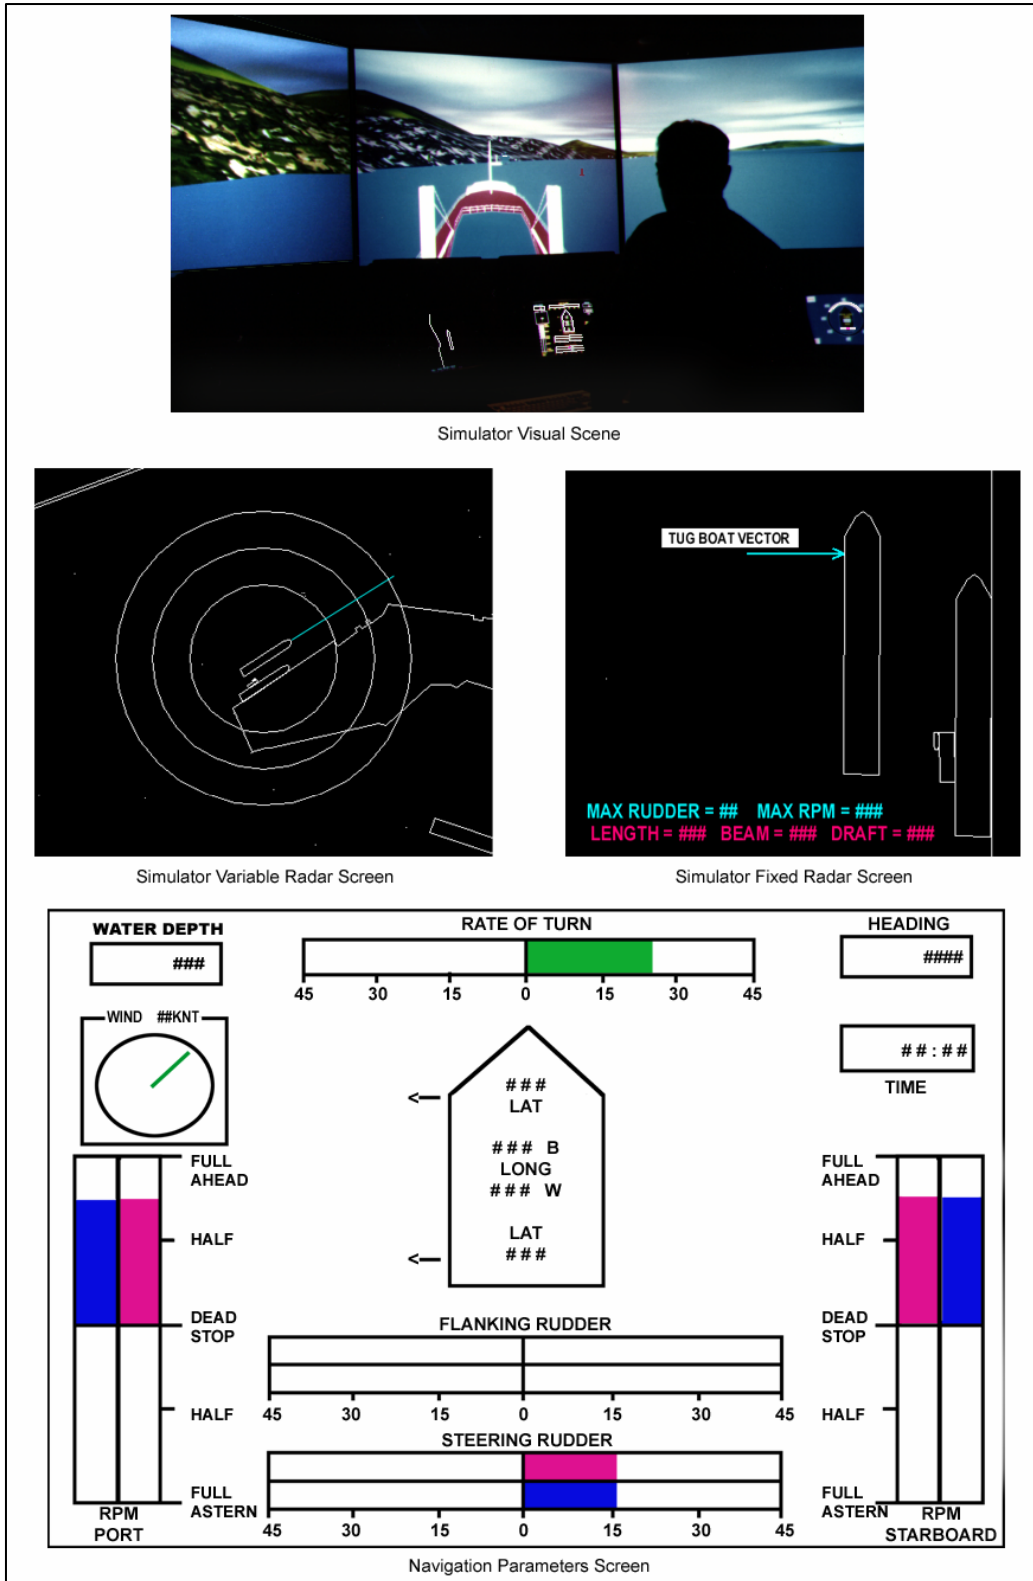 Simulator Visual Scene
TUG BOAT VECTOR
MAX RUDDER = ## MAX RPM = ###
LENGTH = ### BEAM = ### DRAFT = ###
Simulator Variable Radar Screen
Simulator Fixed Radar Screen
WATER DEPTH
###
RATE OF TURN
45 30 15 0 15 30 45
HEADING
####
WIND ##KNT
##:##
TIME
###
LAT
### B
LONG
### W
LAT
###
FULL
AHEAD
HALF
DEAD
STOP
HALF
FULL
ASTERN
RPM
PORT
FLANKING RUDDER
45 30 15 0 15 30 45
STEERING RUDDER
45 30 15 0 15 30 45
FULL
AHEAD
HALF
DEAD
STOP
HALF
FULL
ASTERN
RPM
STARBOARD
Navigation Parameters Screen